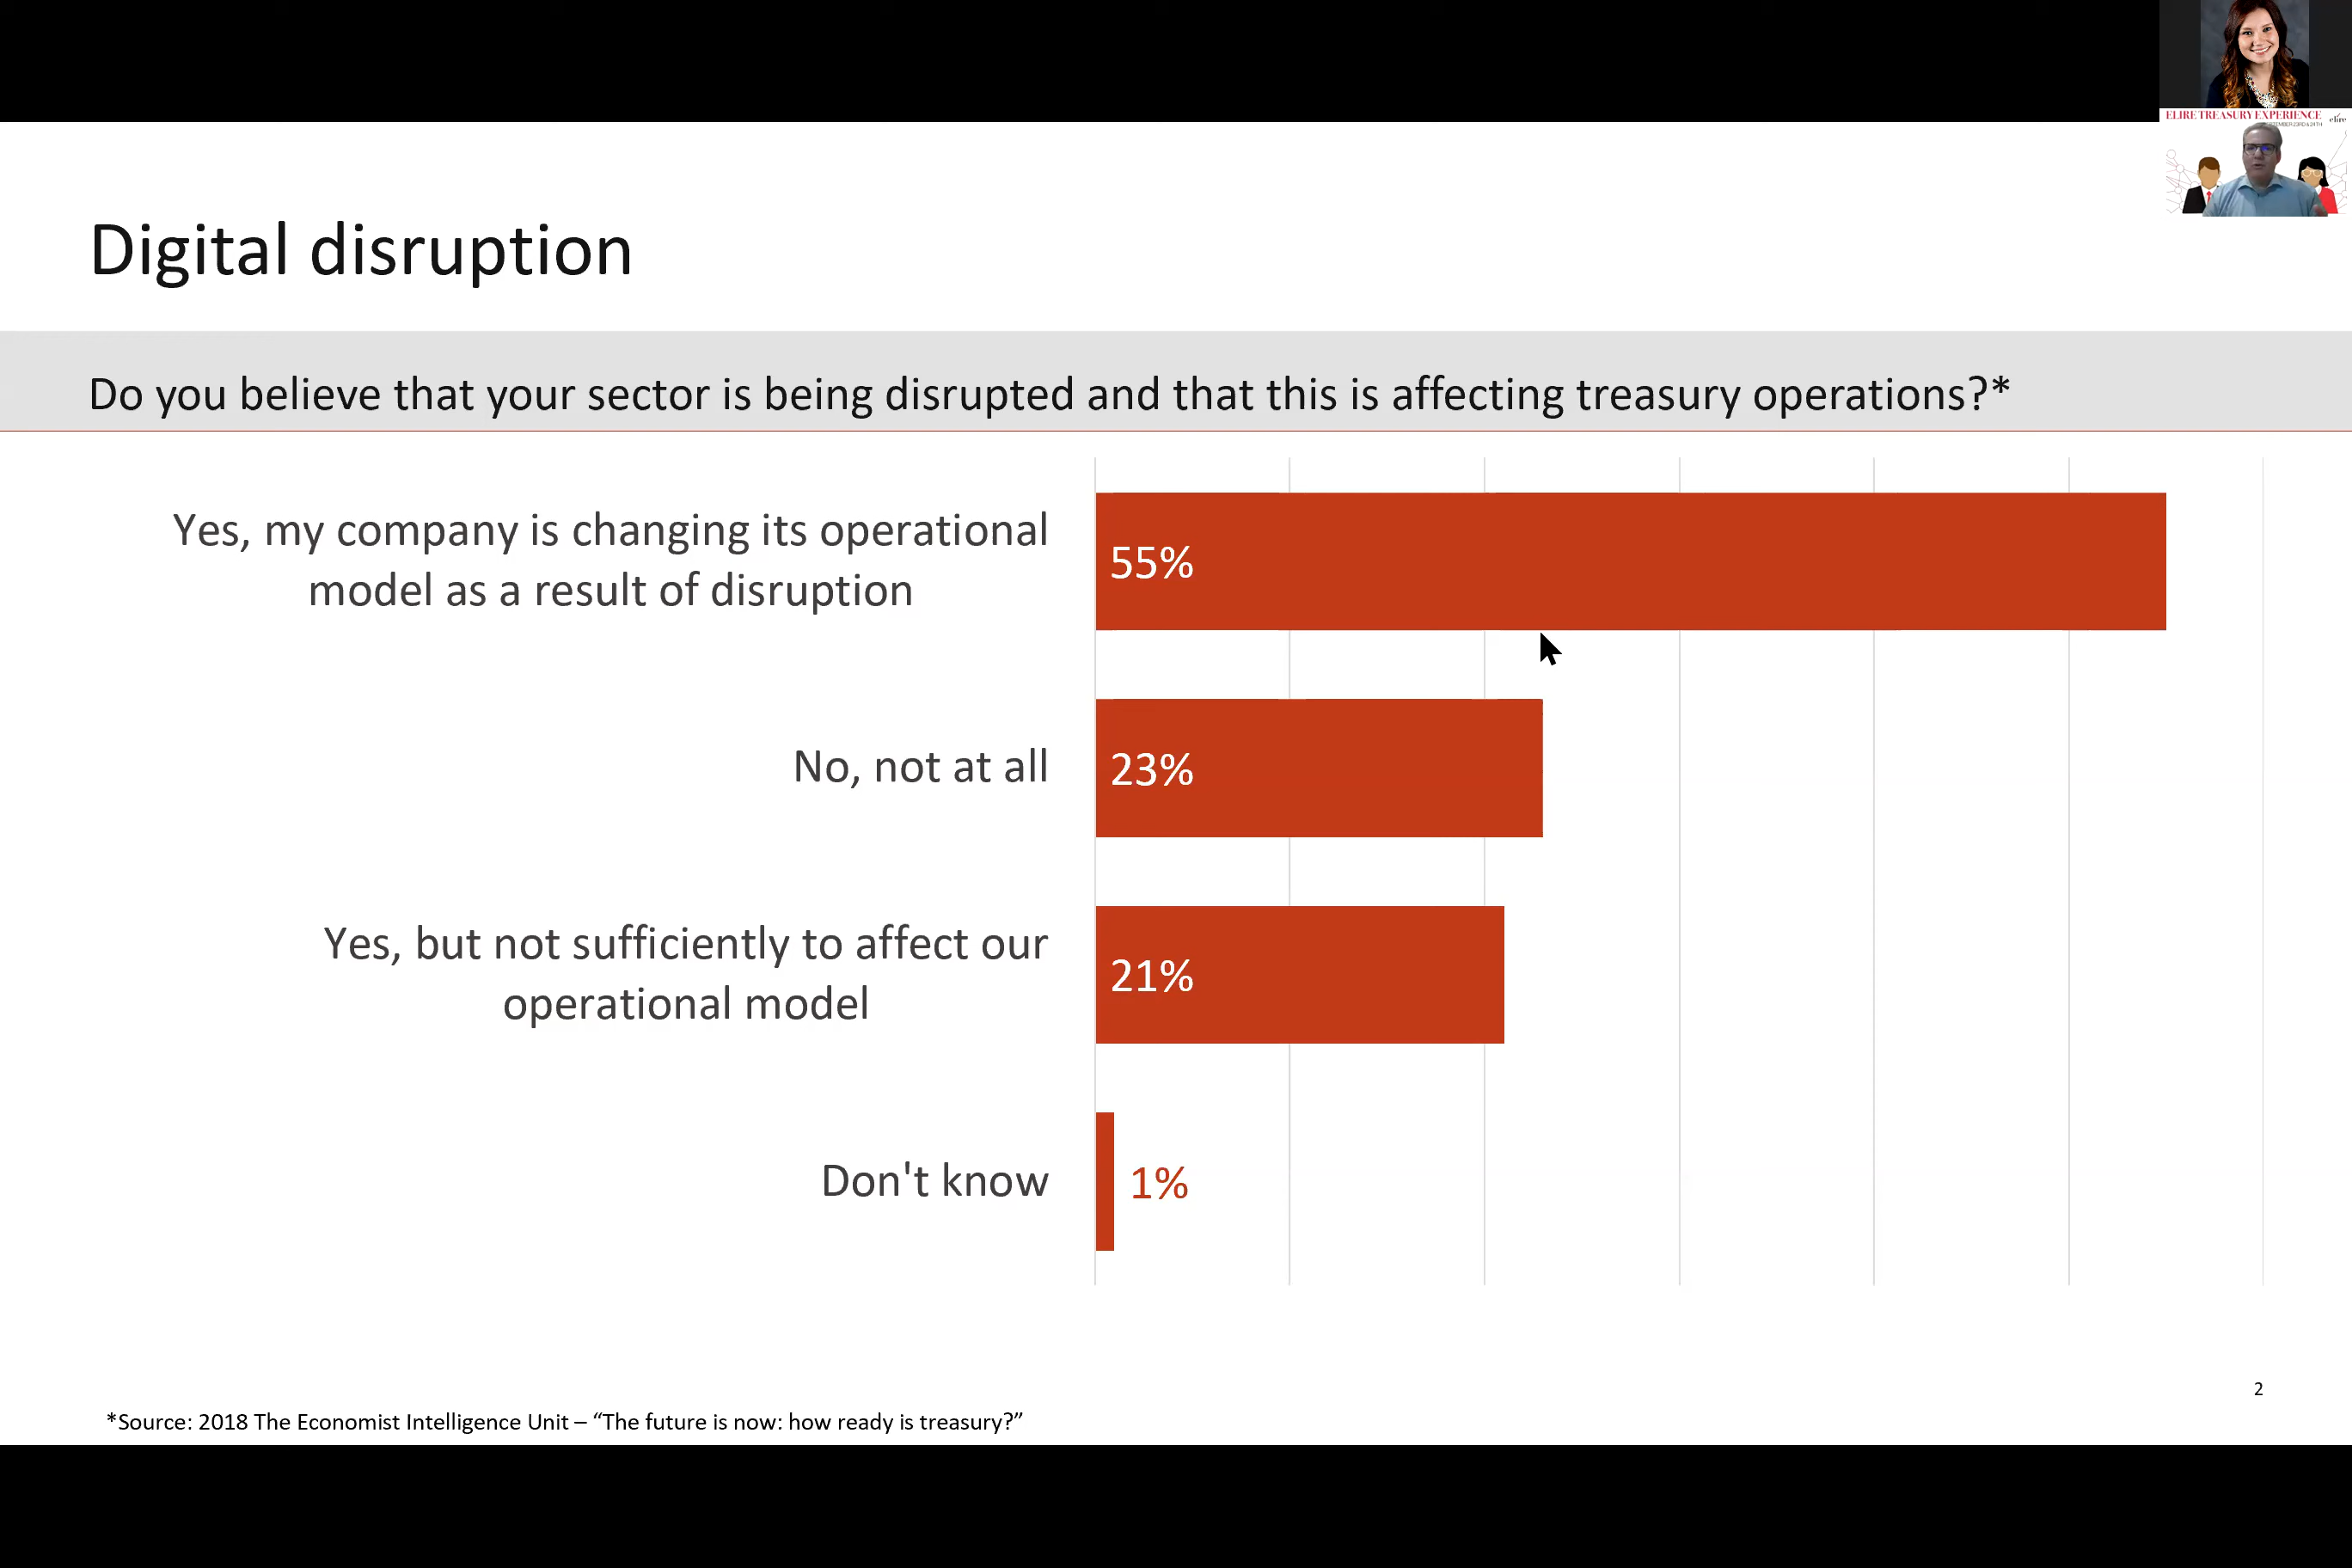 ELIRE TREASURY EXPERIENCE
elire
Digital disruption
Do you believe that your sector is being disrupted and that this is affecting treasury operations?*
Yes, my company is changing its operational
model as a result of disruption
55%
No, not at all
23%
Yes, but not sufficiently to affect our
operational model
21%
Don't know
1%
2
*Source: 2018 The Economist Intelligence Unit – “The future is now: how ready is treasury?”